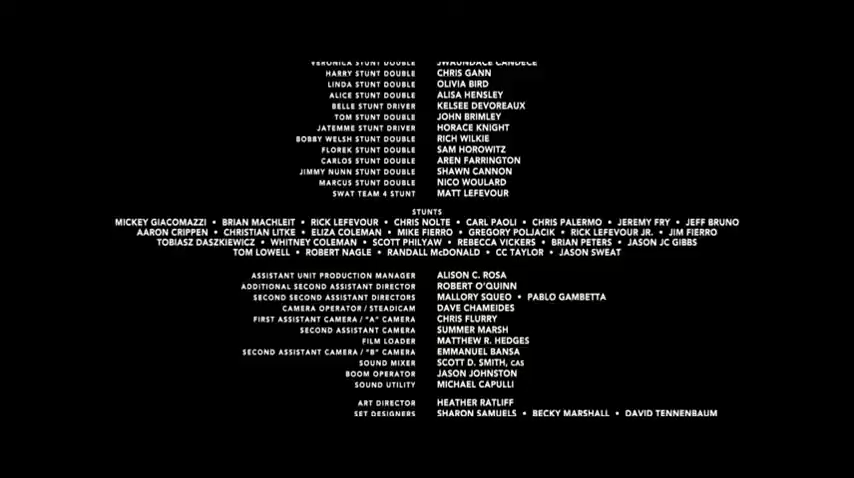 VERONICA STUNT DOUBLE JWAUNDACE CANDECE
HARRY STUNT DOUBLE CHRIS GANN
LINDA STUNT DOUBLE OLIVIA BIRD
ALICE STUNT DOUBLE ALISA HENSLEY
BELLE STUNT DRIVER KELSEE DEVOREAUX
TOM STUNT DOUBLE JOHN BRIMLEY
JATEMME STUNT DRIVER HORACE KNIGHT
BOBBY WELSH STUNT DOUBLE RICH WILKIE
FLOREK STUNT DOUBLE SAM HOROWITZ
CARLOS STUNT DOUBLE AREN FARRINGTON
JIMMY NUNN STUNT DOUBLE SHAWN CANNON
MARCUS STUNT DOUBLE NICO WOULARD
SWAT TEAM 4 STUNT MATT LEFEVOUR
STUNTS
MICKEY GIACOMAZZI • BRIAN MACHLEIT • RICK LEFEVOUR • CHRIS NOLTE • CARL PAOLI • CHRIS PALERMO • JEREMY FRY • JEFF BRUNO
AARON CRIPPEN • CHRISTIAN LITKE • ELIZA COLEMAN • MIKE FIERRO • GREGORY POLJACIK • RICK LEFEVOUR JR. • JIM FIERRO
TOBIASZ DASZKIEWICZ • WHITNEY COLEMAN • SCOTT PHILYAW • REBECCA VICKERS • BRIAN PETERS • JASON JC GIBBS
TOM LOWELL • ROBERT NAGLE • RANDALL McDONALD • CC TAYLOR • JASON SWEAT
ASSISTANT UNIT PRODUCTION MANAGER ALISON C. ROSA
ADDITIONAL SECOND ASSISTANT DIRECTOR ROBERT O'QUINN
SECOND SECOND ASSISTANT DIRECTORS MALLORY SQUEO • PABLO GAMBETTA
CAMERA OPERATOR / STEADICAM DAVE CHAMEIDES
FIRST ASSISTANT CAMERA / "A" CAMERA CHRIS FLURRY
SECOND ASSISTANT CAMERA SUMMER MARSH
FILM LOADER MATTHEW R. HEDGES
SECOND ASSISTANT CAMERA / "B" CAMERA EMMANUEL BANSA
SOUND MIXER SCOTT D. SMITH, CAS
BOOM OPERATOR JASON JOHNSTON
SOUND UTILITY MICHAEL CAPULLI
ART DIRECTOR HEATHER RATLIFF
SET DESIGNERS SHARON SAMUELS • BECKY MARSHALL • DAVID TENNENBAUM